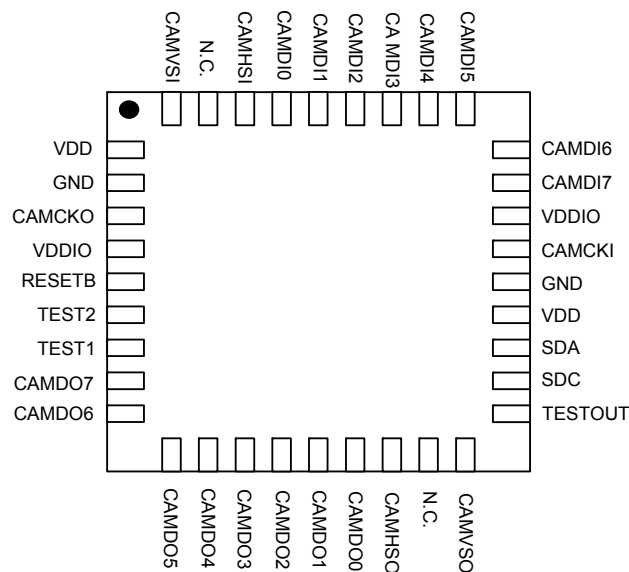 CAMVSI
N.C.
CAMHSI
CAMDI0
CAMDI1
CAMDI2
CA MDI3
CAMDI4
CAMDI5
VDD
GND
CAMCKO
VDDIO
RESETB
TEST2
TEST1
CAMDO7
CAMDO6
CAMDI6
CAMDI7
VDDIO
CAMCKI
GND
VDD
SDA
SDC
TESTOUT
CAMDO5
CAMDO4
CAMDO3
CAMDO2
CAMDO1
CAMDO0
CAMHSO
N.C.
CAMVSO